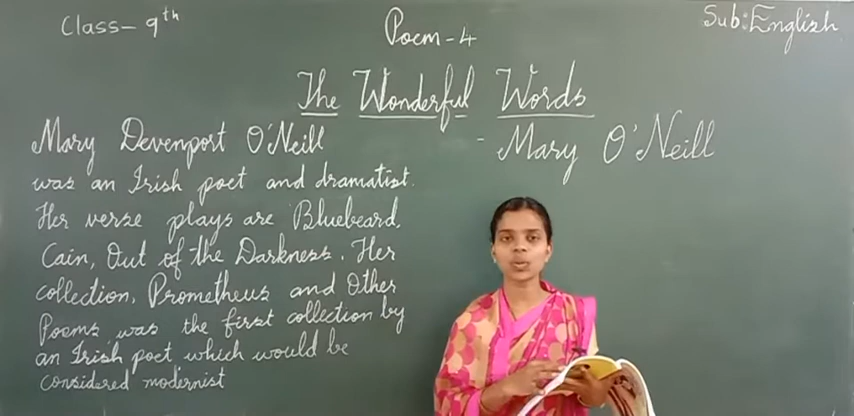 Class- 9th
Poem - 4
Sub: English
The Wonderful Words
- Mary O'Neill
Mary Devenport O'Neill
was an Irish poet and dramatist.
Her verse plays are Bluebeard,
Cain, Out of the Darkness. Her
collection, Prometheus and Other
Poems was the first collection by
an Irish poet which would be
considered modernist